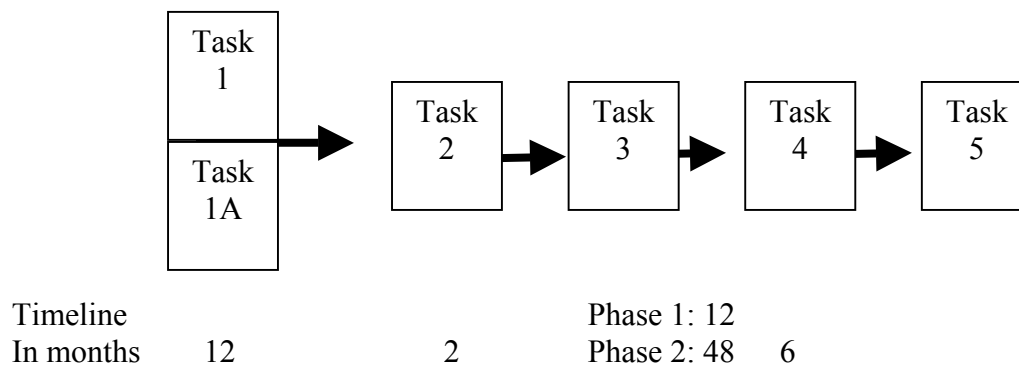 Task
1
Task
1A
Task
2
Task
3
Task
4
Task
5
Timeline
In months
12
2
Phase 1: 12
Phase 2: 48
6